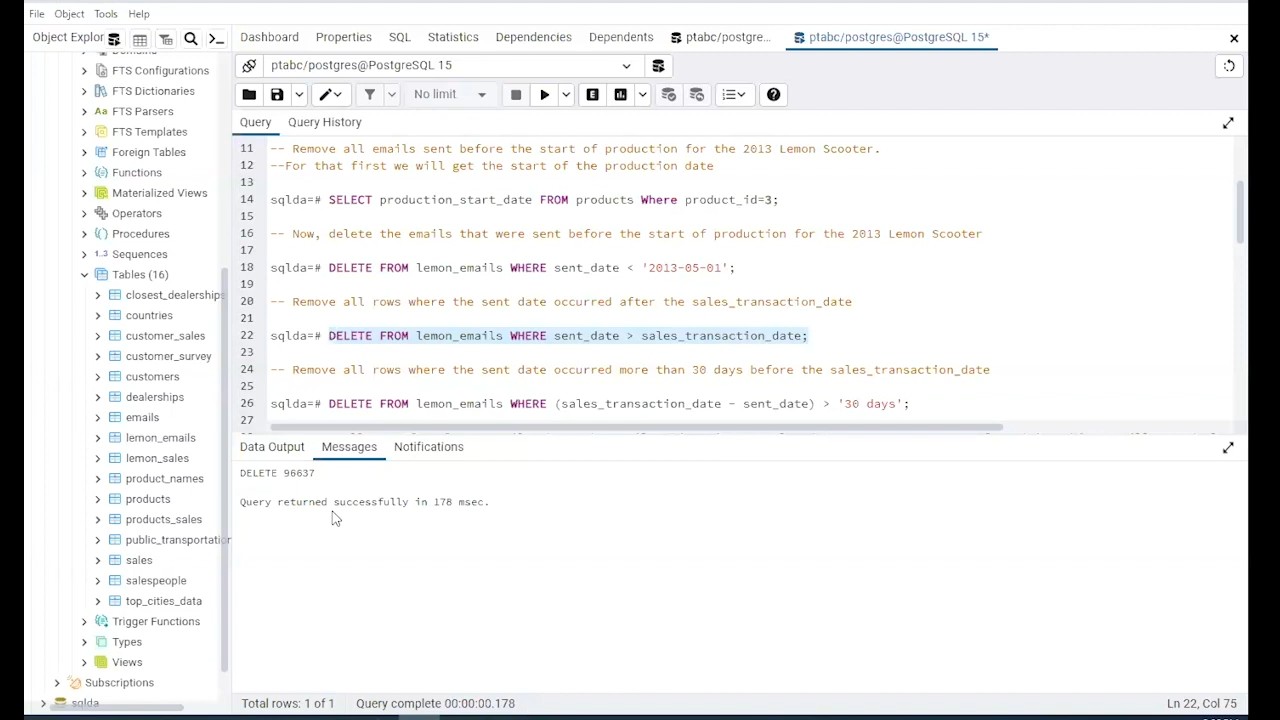 File Object Tools Help
Object Explor Dashboard Properties SQL Statistics Dependencies Dependents ptabc/postgre... ptabc/postgres@PostgreSQL 15*
ptabc/postgres@PostgreSQL 15
No limit
Query Query History
FTS Configurations
FTS Dictionaries
FTS Parsers
FTS Templates
Foreign Tables
Functions
Materialized Views
Operators
Procedures
Sequences
Tables (16)
closest_dealerships
countries
customer_sales
customer_survey
customers
dealerships
emails
lemon_emails
lemon_sales
product_names
products
products_sales
public_transportation
sales
salespeople
top_cities_data
Trigger Functions
Types
Views
Subscriptions
sqlda
11 -- Remove all emails sent before the start of production for the 2013 Lemon Scooter.
12 --For that first we will get the start of the production date
13
14 sqlda=# SELECT production_start_date FROM products Where product_id=3;
15
16 -- Now, delete the emails that were sent before the start of production for the 2013 Lemon Scooter
17
18 sqlda=# DELETE FROM lemon_emails WHERE sent_date < '2013-05-01';
19
20 -- Remove all rows where the sent date occurred after the sales_transaction_date
21
22 sqlda=# DELETE FROM lemon_emails WHERE sent_date > sales_transaction_date;
23
24 -- Remove all rows where the sent date occurred more than 30 days before the sales_transaction_date
25
26 sqlda=# DELETE FROM lemon_emails WHERE (sales_transaction_date - sent_date) > '30 days';
27
Data Output Messages Notifications
DELETE 96637
Query returned successfully in 178 msec.
Total rows: 1 of 1 Query complete 00:00:00.178 Ln 22, Col 75